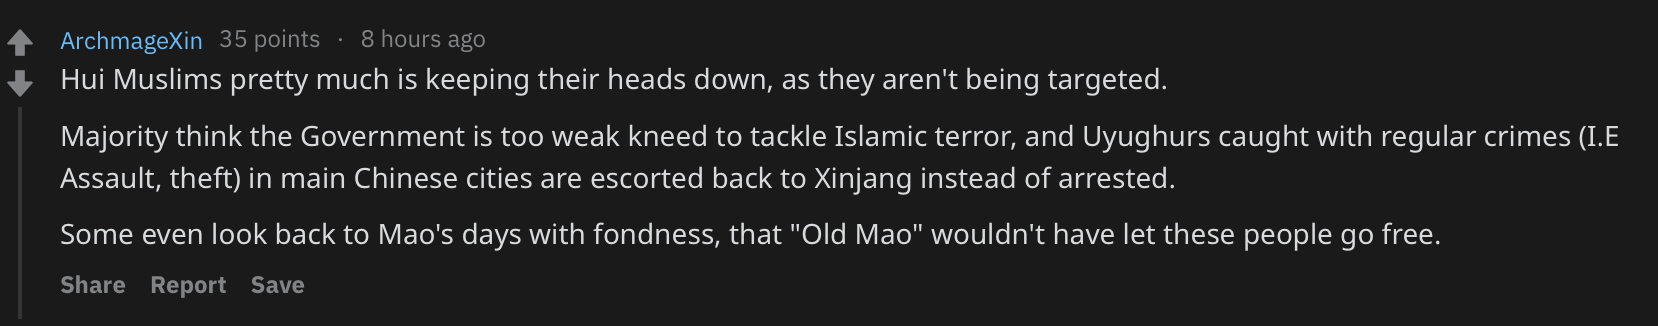 ArchmageXin 35 points · 8 hours ago
Hui Muslims pretty much is keeping their heads down, as they aren't being targeted.
Majority think the Government is too weak kneed to tackle Islamic terror, and Uyughurs caught with regular crimes (I.E
Assault, theft) in main Chinese cities are escorted back to Xinjang instead of arrested.
Some even look back to Mao's days with fondness, that "Old Mao" wouldn't have let these people go free.
Share Report Save